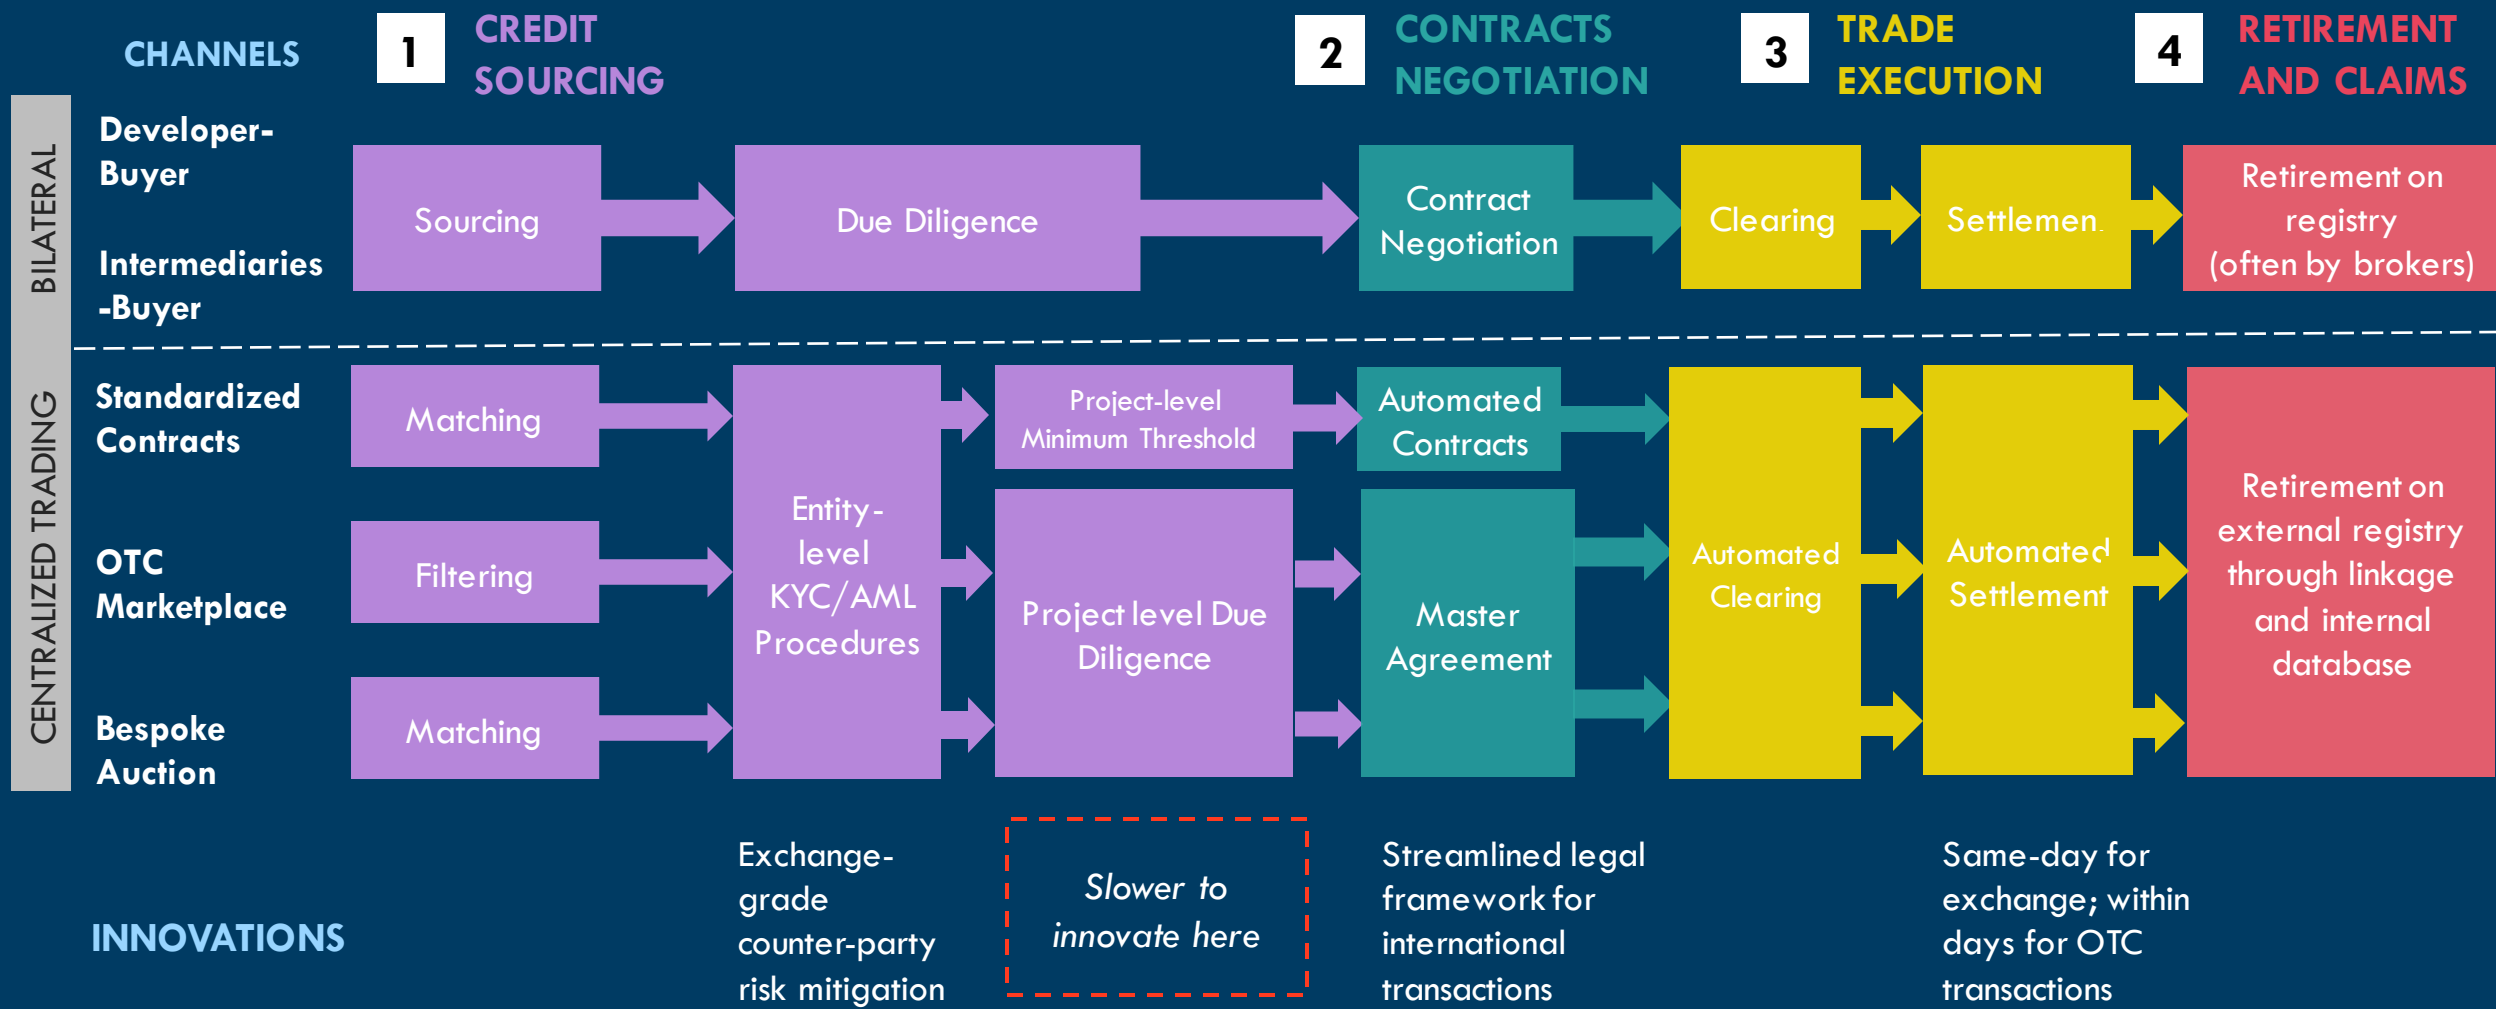 CHANNELS
1
CREDIT
SOURCING
2
CONTRACTS
NEGOTIATION
3
TRADE
EXECUTION
4
RETIREMENT
AND CLAIMS
BILATERAL
Developer-
Buyer
Intermediaries
-Buyer
Sourcing
Due Diligence
Contract
Negotiation
Clearing
Settlemen
Retirement on
registry
(often by brokers)
CENTRALIZED TRADING
Standardized
Contracts
OTC
Marketplace
Bespoke
Auction
Matching
Filtering
Matching
Entity-
level
KYC/AML
Procedures
Project-level
Minimum Threshold
Project level Due
Diligence
Automated
Contracts
Master
Agreement
Automated
Clearing
Automated
Settlement
Retirement on
external registry
through linkage
and internal
database
INNOVATIONS
Exchange-
grade
counter-party
risk mitigation
Slower to
innovate here
Streamlined legal
framework for
international
transactions
Same-day for
exchange; within
days for OTC
transactions